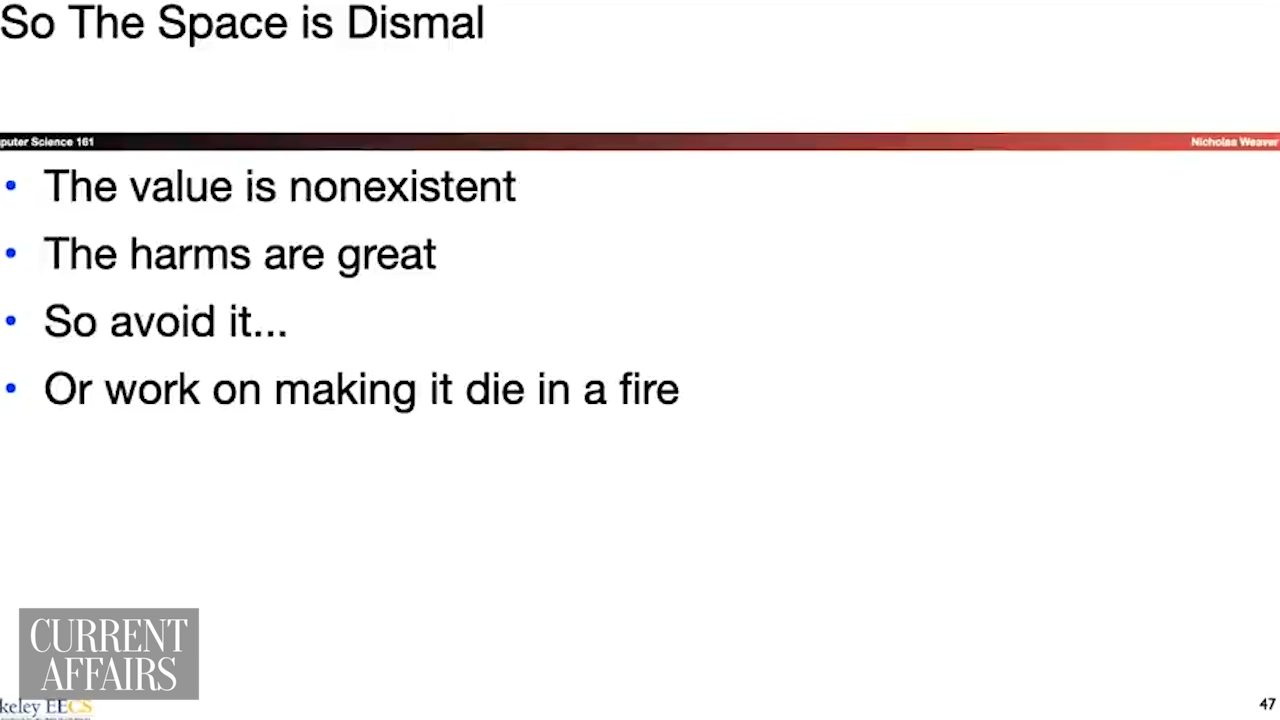 So The Space is Dismal
puter Science 161
Nicholas Weaver
• The value is nonexistent
• The harms are great
• So avoid it...
• Or work on making it die in a fire
CURRENT
AFFAIRS
keley EECS
47